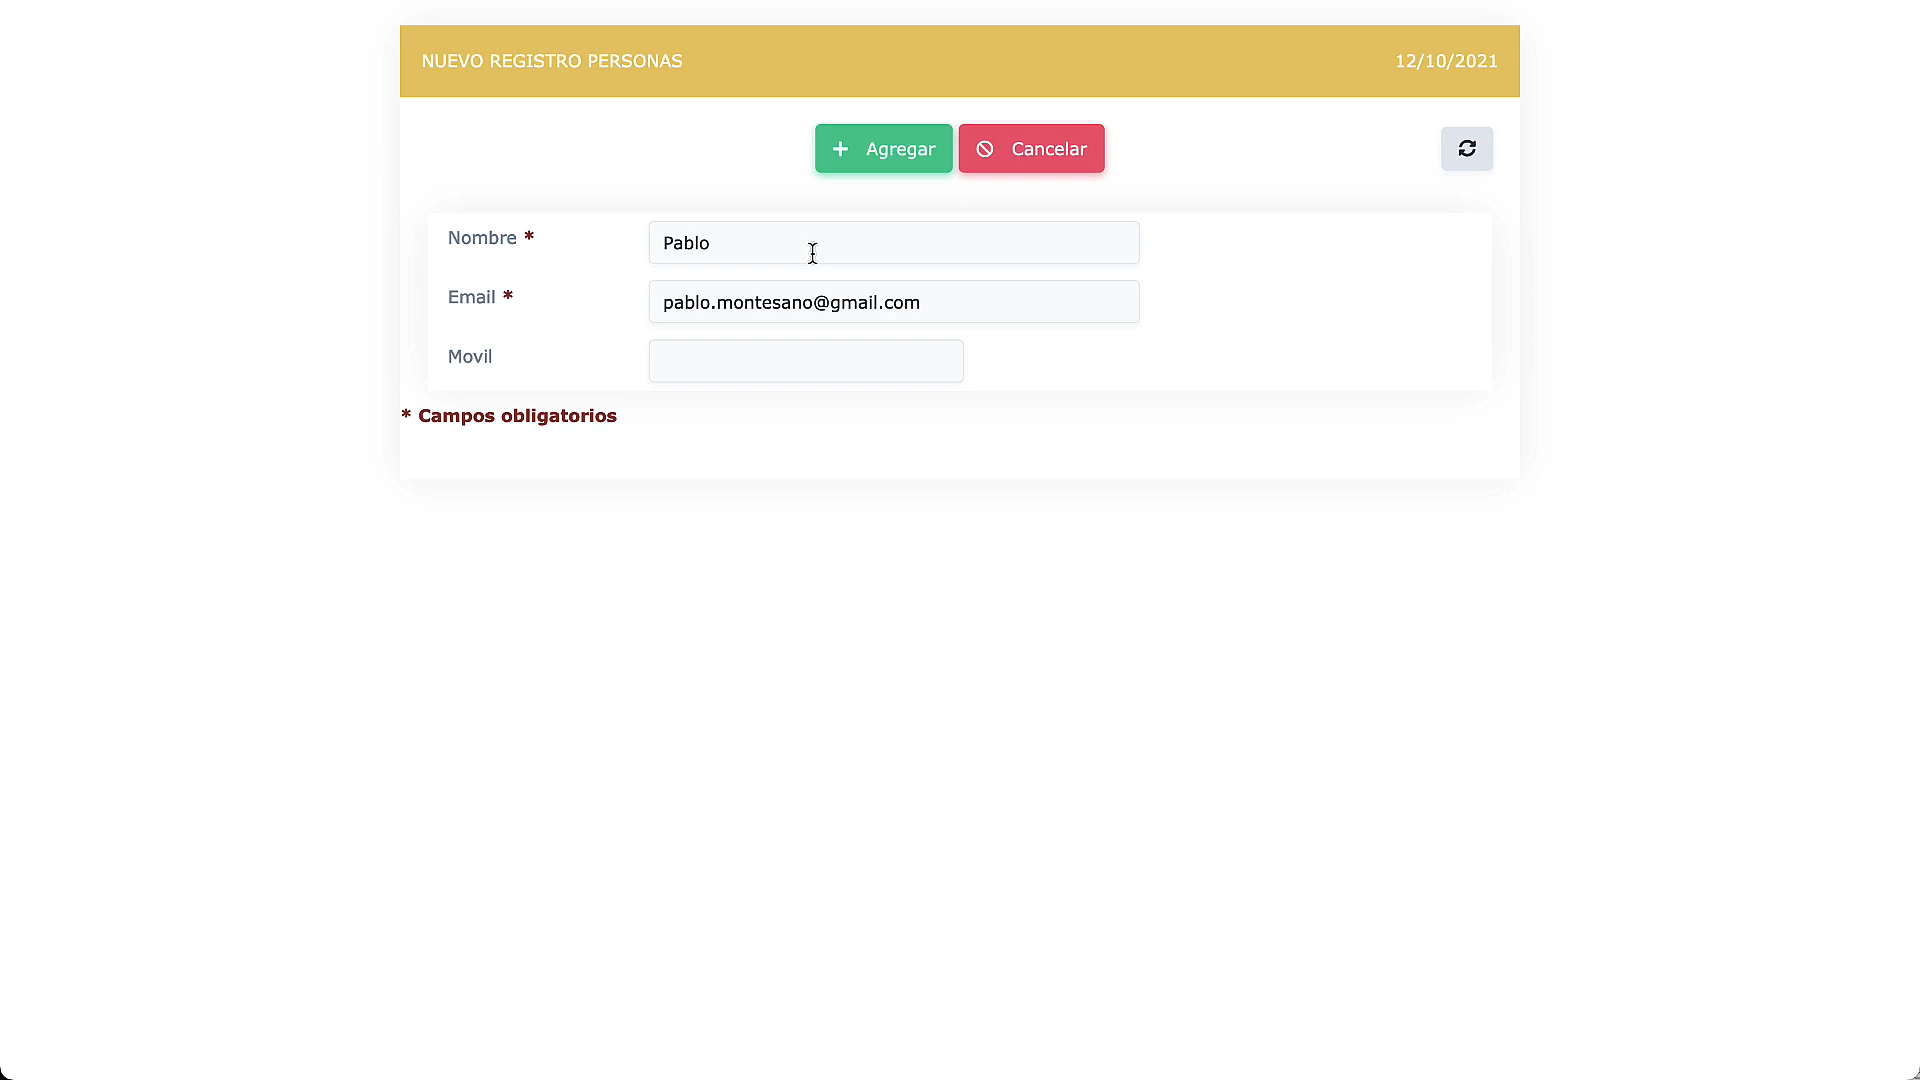 NUEVO REGISTRO PERSONAS 12/10/2021
Agregar Cancelar
Nombre * Pablo
Email * pablo.montesano@gmail.com
Movil
* Campos obligatorios